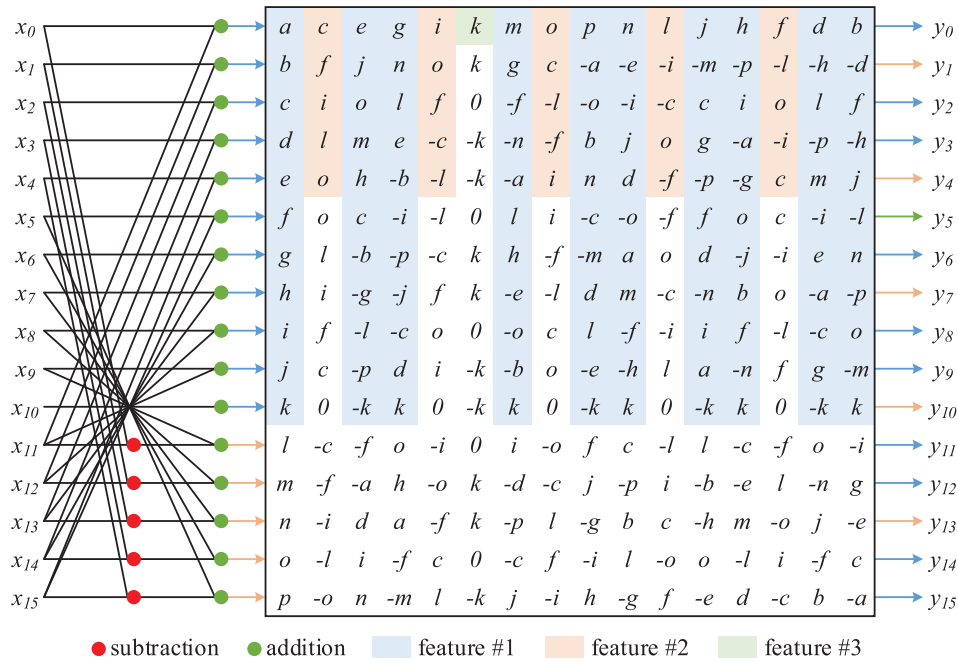 x0 a c e g i k m o p n l j h f d b y0
x1 b f j n o k g c -a -e -i -m -p -l -h -d y1
x2 c i o l f 0 -f -l -o -i -c c i o l f y2
x3 d l m e -c -k -n -f b j o g -a -i -p -h y3
x4 e o h -b -l -k -a i n d -f -p -g c m j y4
x5 f o c -i -l 0 l i -c -o -f f o c -i -l y5
x6 g l -b -p -c k h -f -m a o d -j -i e n y6
x7 h i -g -j f k -e -l d m -c -n b o -a -p y7
x8 i f -l -c o 0 -o c l -f -i i f -l -c o y8
x9 j c -p d i -k -b o -e -h l a -n f g -m y9
x10 k 0 -k k 0 -k k 0 -k k 0 -k k 0 -k k y10
x11 l -c -f o -i 0 i -o f c -l l -c -f o -i y11
x12 m -f -a h -o k -d -c j -p i -b -e l -n g y12
x13 n -i d a -f k -p l -g b c -h m -o j -e y13
x14 o -l i -f c 0 -c f -i l -o o -l i -f c y14
x15 p -o n -m l -k j -i h -g f -e d -c b -a y15
subtraction addition feature #1 feature #2 feature #3